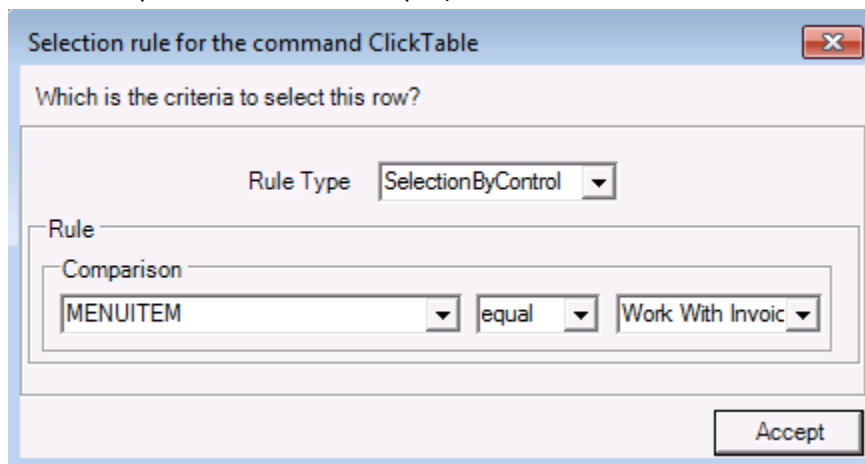 Selection rule for the command ClickTable
Which is the criteria to select this row?
Rule Type SelectionByControl
Rule
Comparison
MENUITEM equal Work With Invoic
Accept